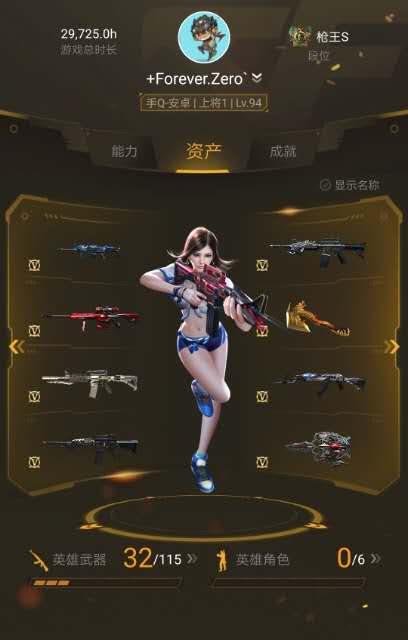 29,725.0h
游戏总时长
枪王S
段位
+Forever.Zero`
手Q-安卓 | 上将1 | Lv.94
能力
资产
成就
显示名称
英雄武器 32/115
英雄角色 0/6